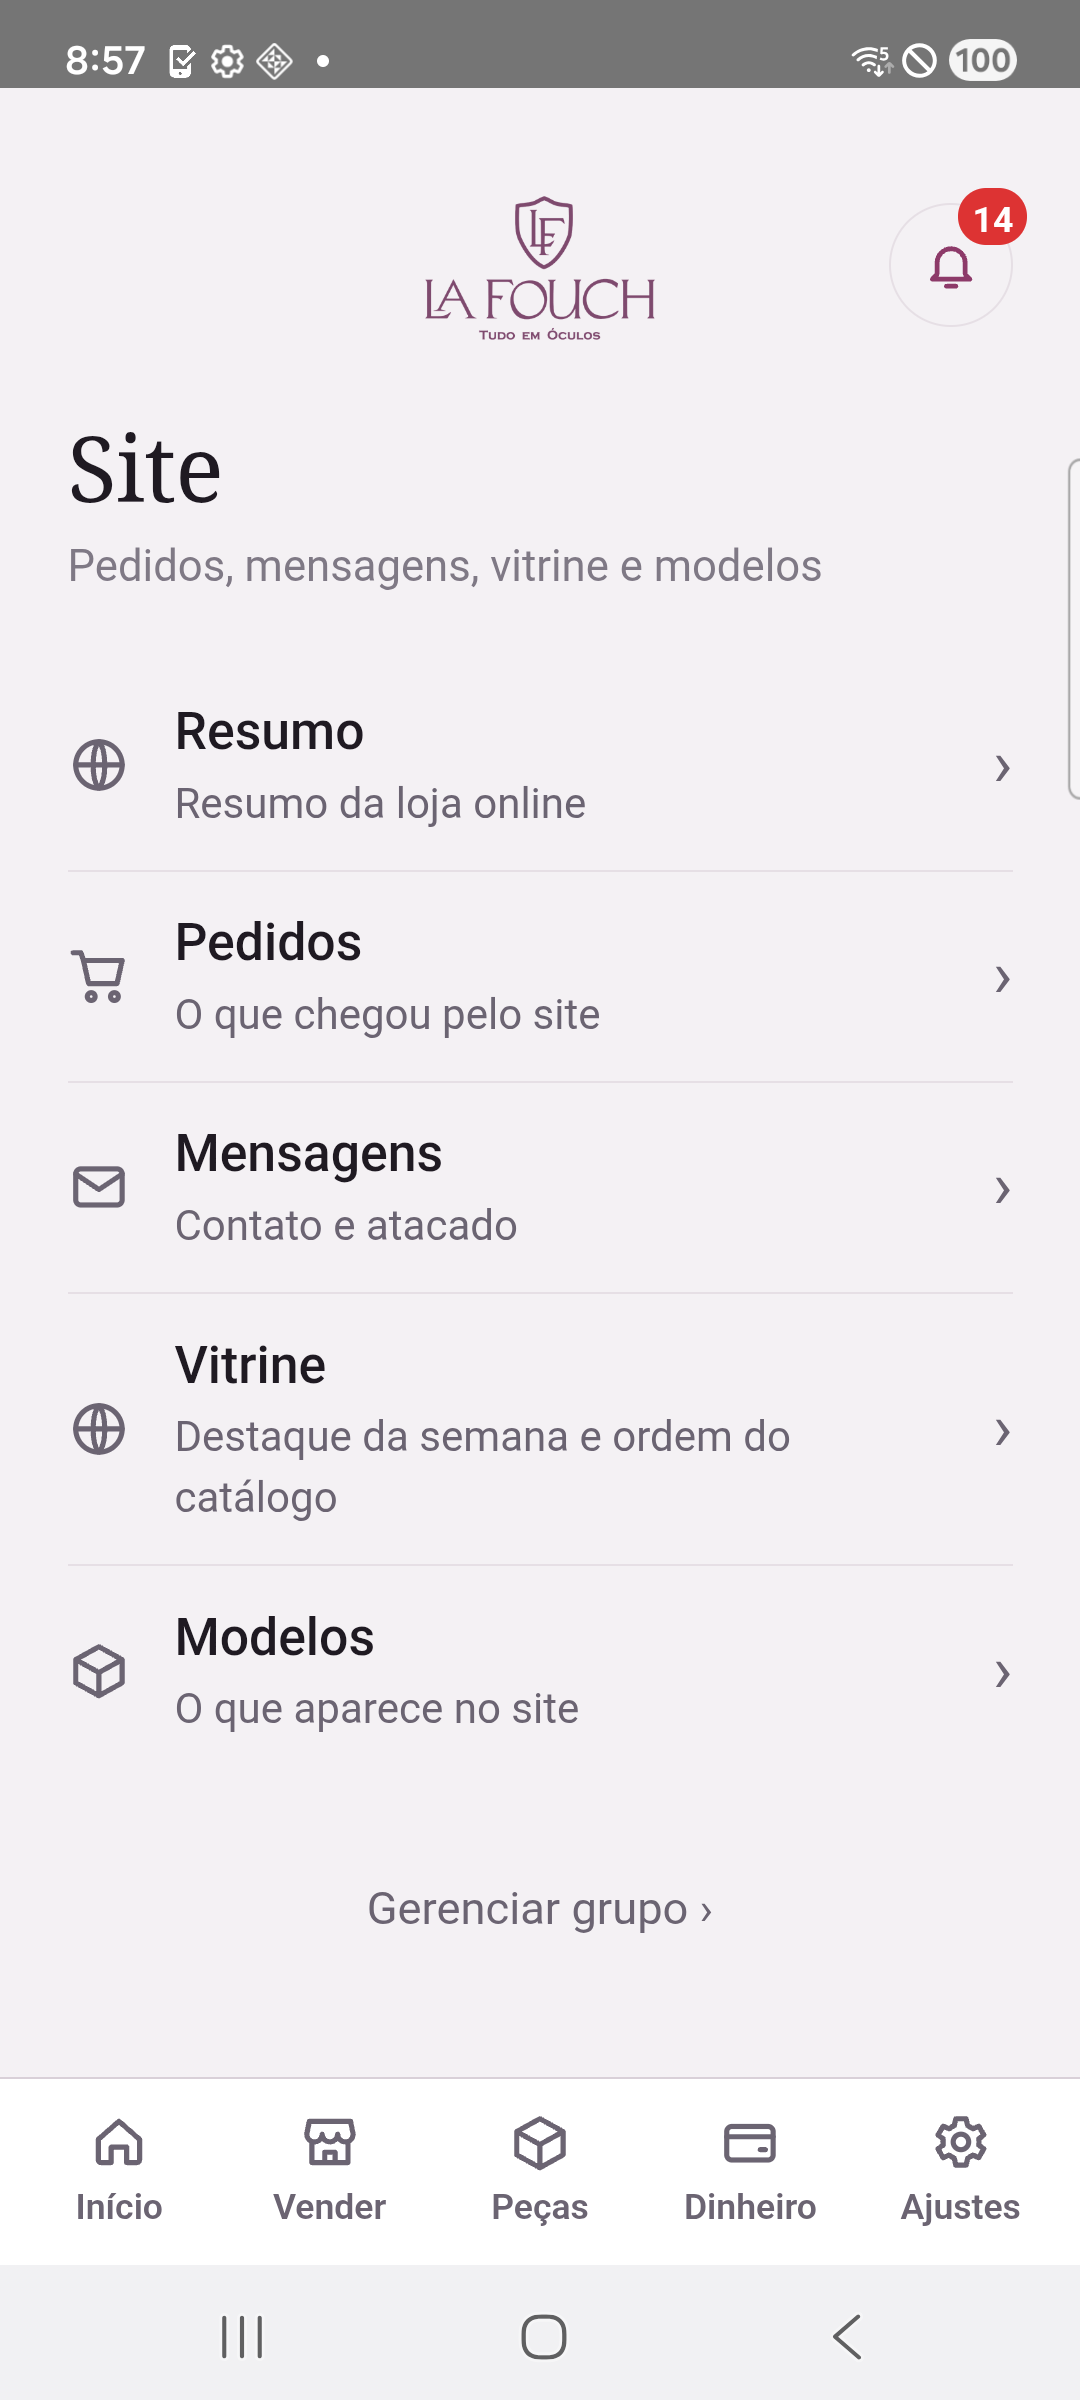 8:57
5
100
14
LF
LA FOUCH
TUDO EM ÓCULOS
Site
Pedidos, mensagens, vitrine e modelos
Resumo
Resumo da loja online
Pedidos
O que chegou pelo site
Mensagens
Contato e atacado
Vitrine
Destaque da semana e ordem do
catálogo
Modelos
O que aparece no site
Gerenciar grupo ›
Início
Vender
Peças
Dinheiro
Ajustes